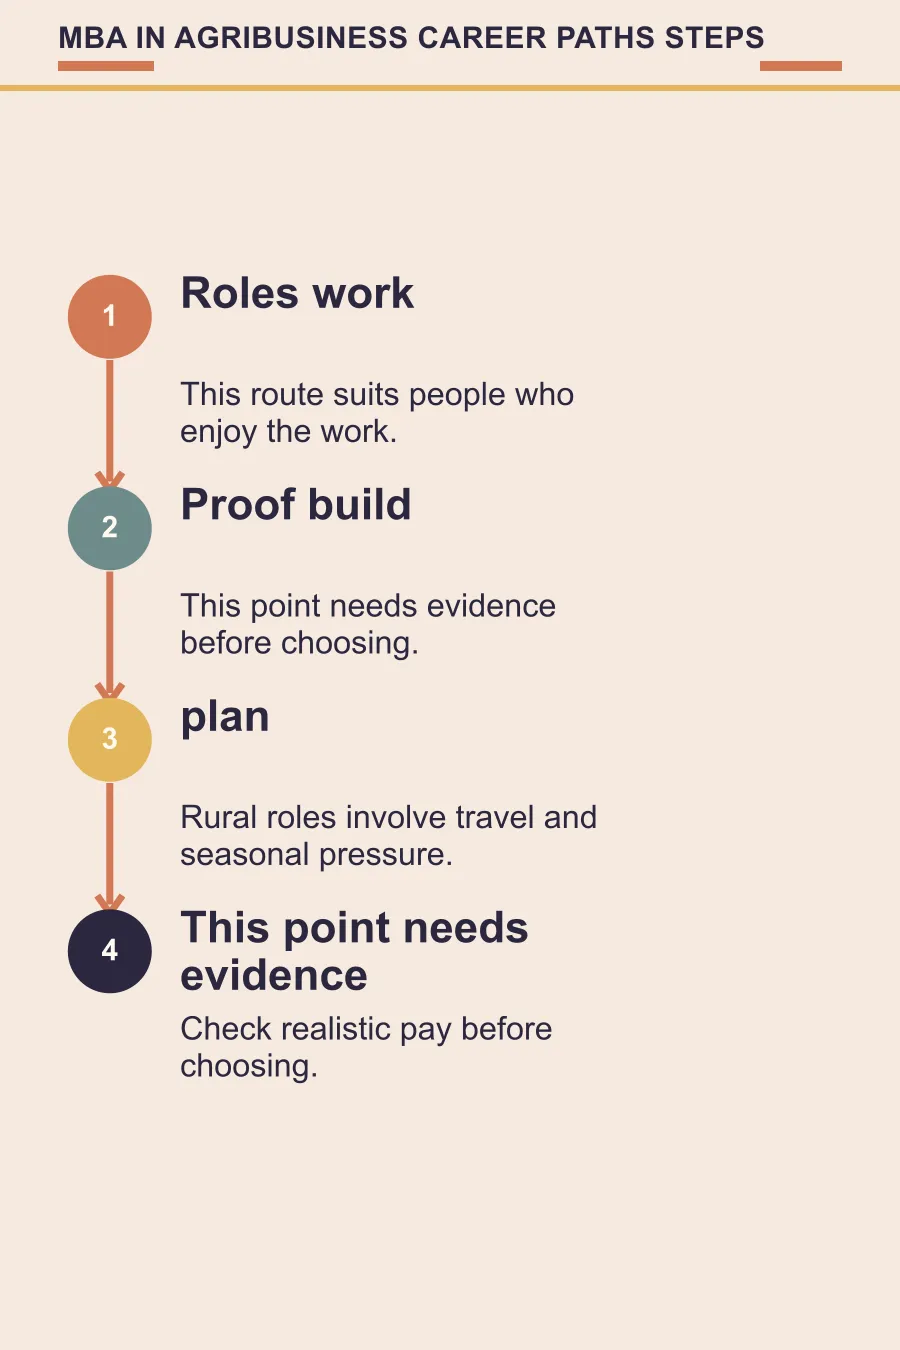 MBA IN AGRIBUSINESS CAREER PATHS STEPS
1
Roles work
This route suits people who
enjoy the work.
2
Proof build
This point needs evidence
before choosing.
3
plan
Rural roles involve travel and
seasonal pressure.
4
This point needs
evidence
Check realistic pay before
choosing.